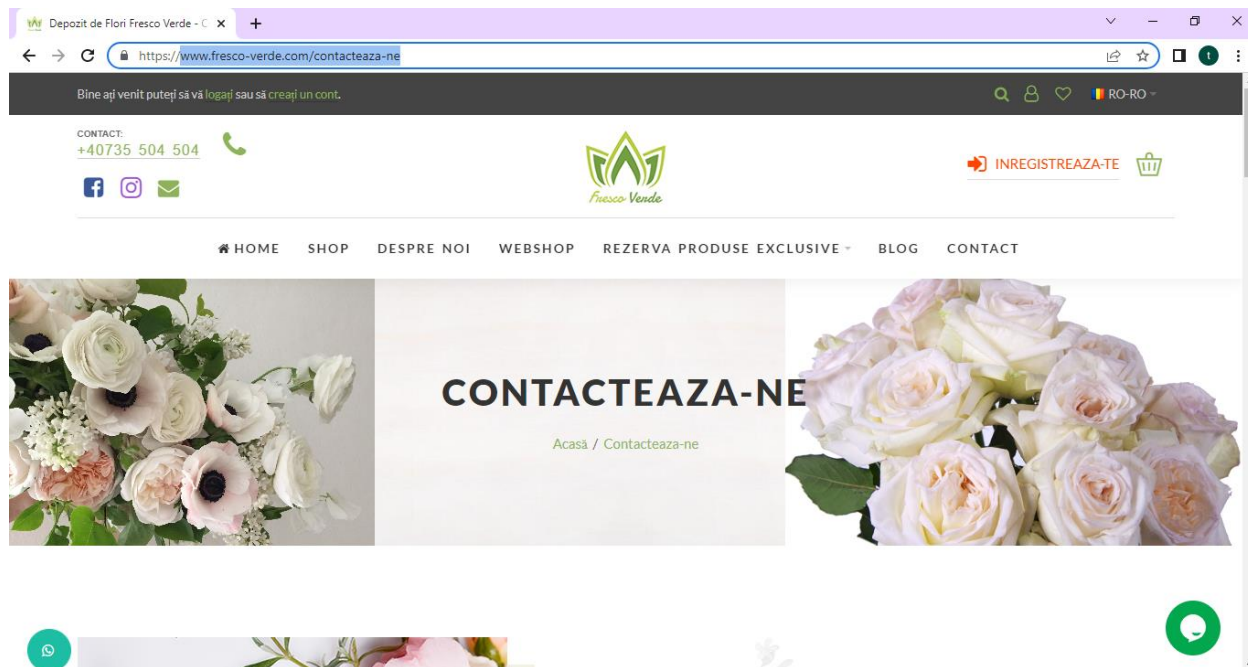 Depozit de Flori Fresco Verde - C
https://www.fresco-verde.com/contacteaza-ne
t
Bine ați venit puteți să vă logați sau să creați un cont.
RO-RO
CONTACT:
+40735 504 504
Fresco Verde
INREGISTREAZA-TE
HOME SHOP DESPRE NOI WEBSHOP REZERVA PRODUSE EXCLUSIVE BLOG CONTACT
CONTACTEAZA-NE
Acasă / Contacteaza-ne